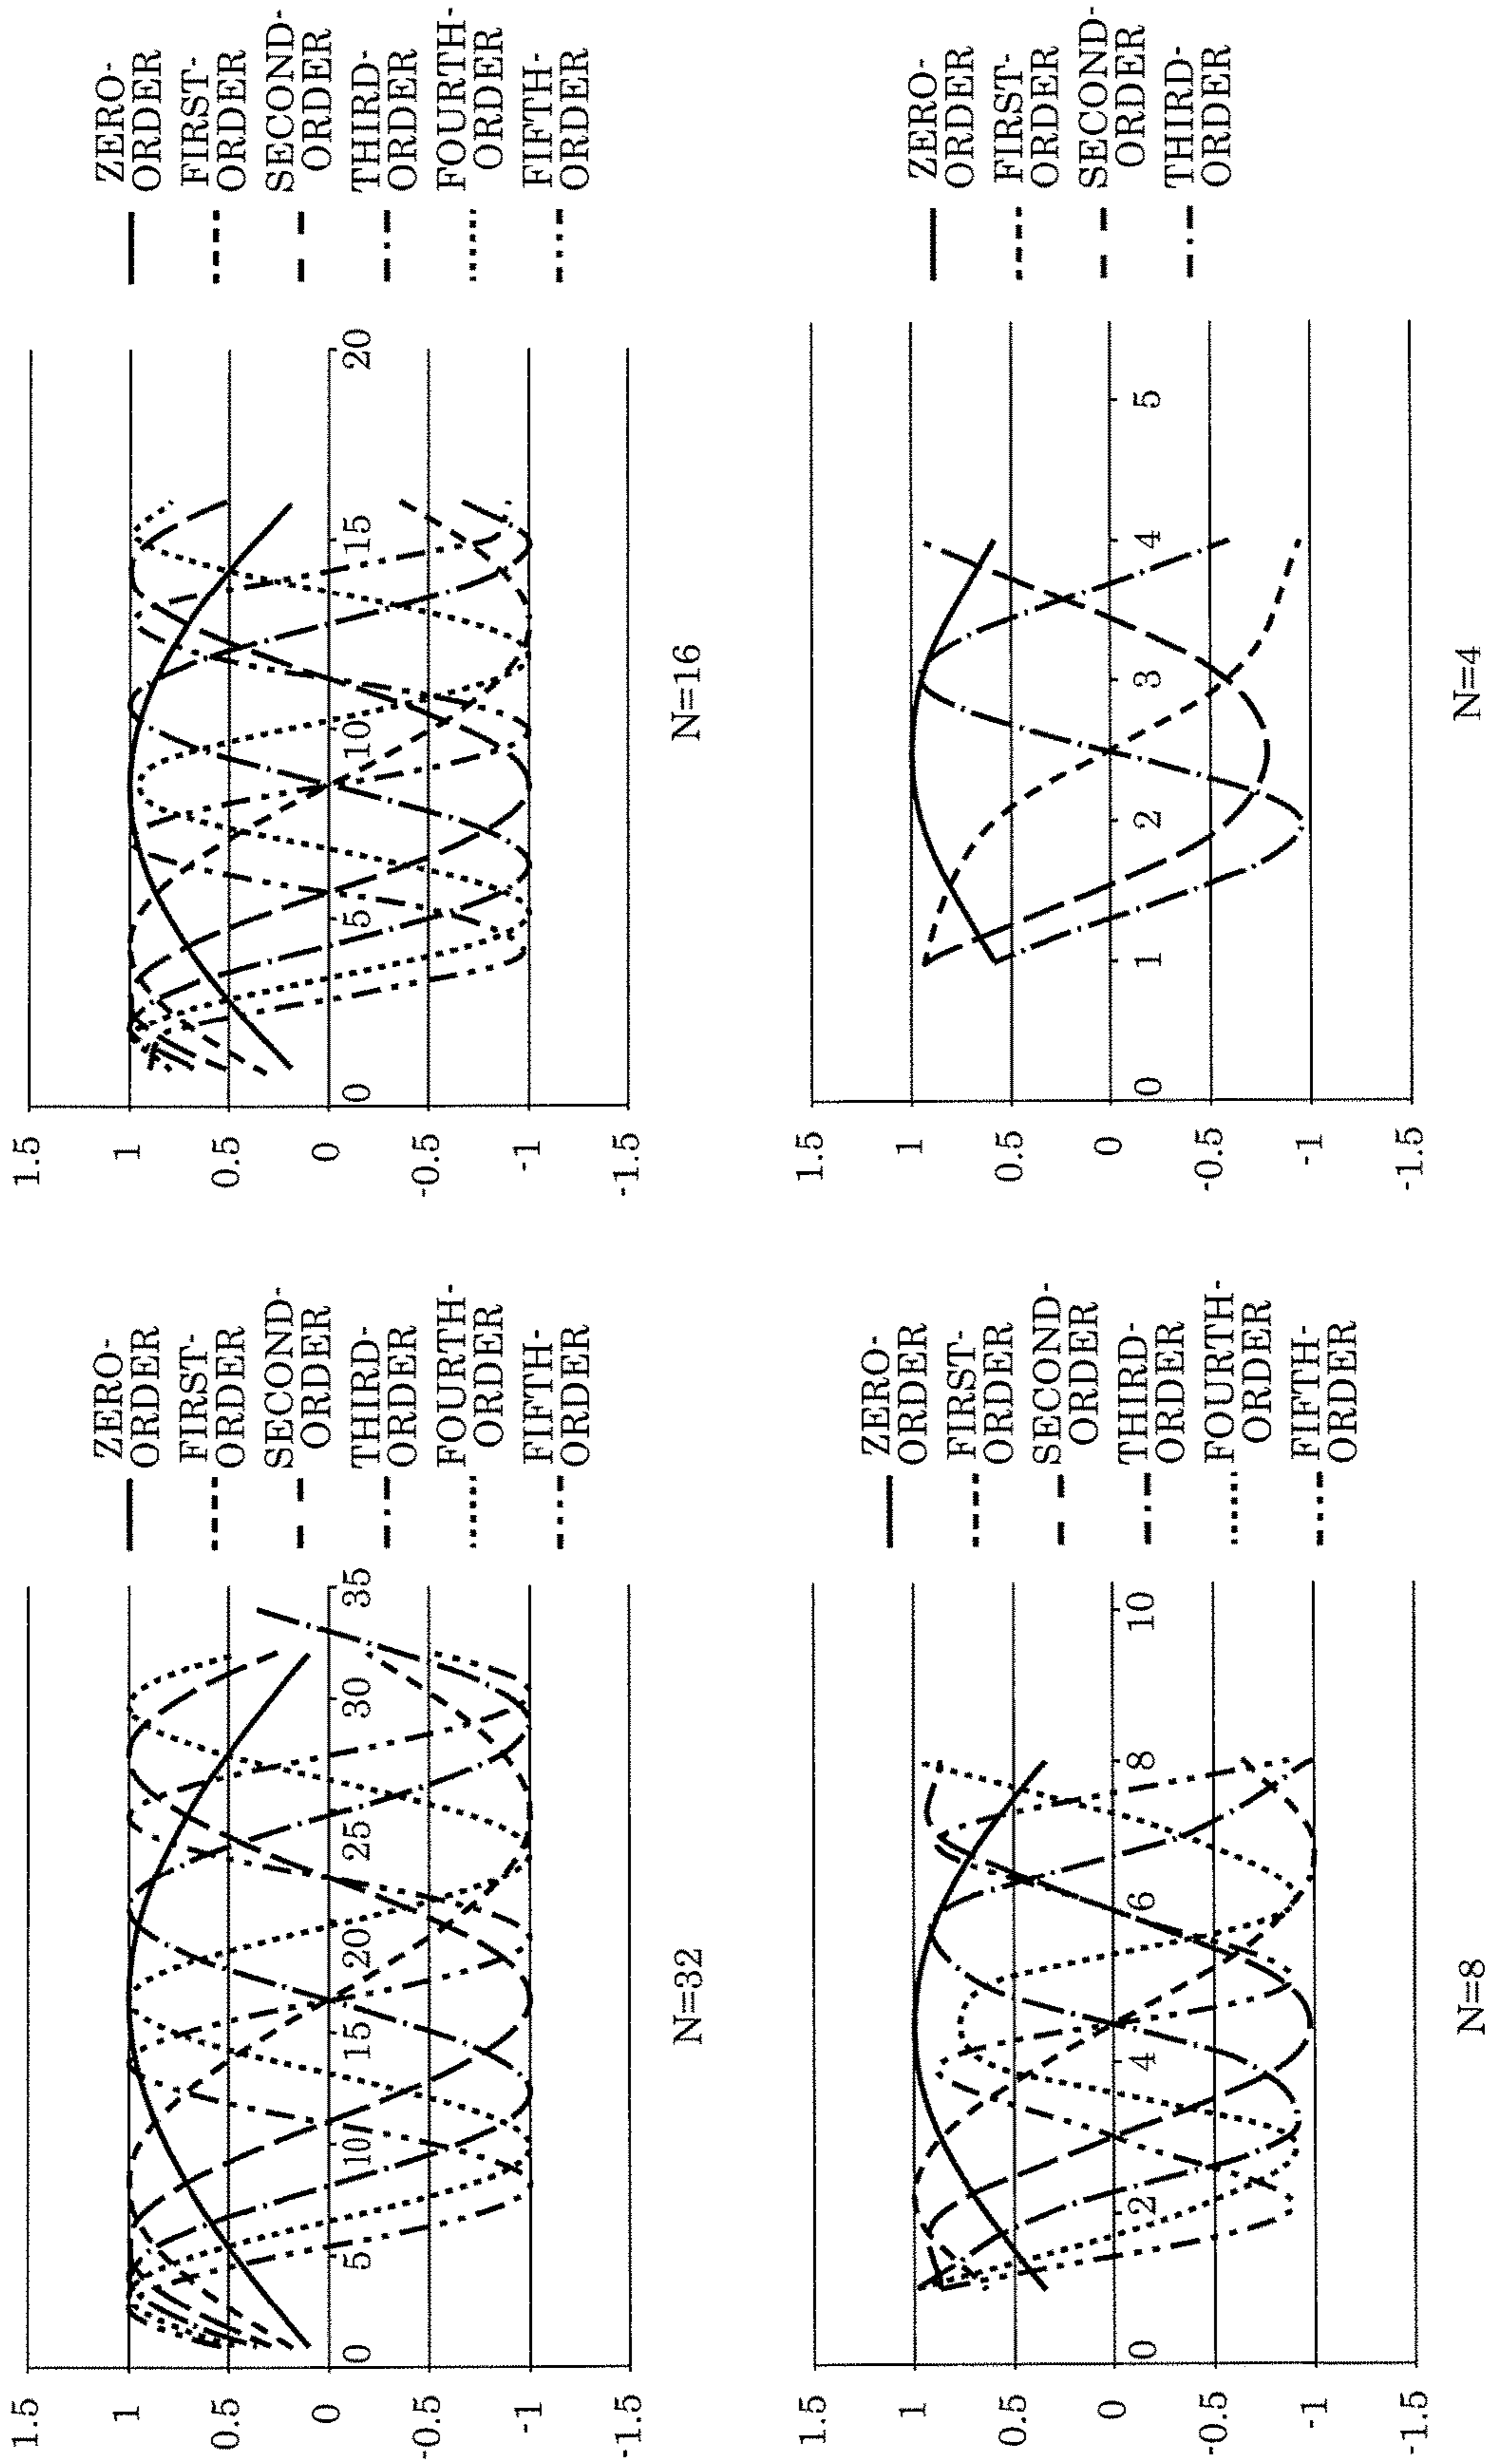 1.5
1
0.5
0
-0.5
-1
-1.5
0
5
10
15
20
25
30
35
ZERO-
ORDER
FIRST-
ORDER
SECOND-
ORDER
THIRD-
ORDER
FOURTH-
ORDER
FIFTH-
ORDER
N=32
1.5
1
0.5
0
-0.5
-1
-1.5
0
5
10
15
20
ZERO-
ORDER
FIRST-
ORDER
SECOND-
ORDER
THIRD-
ORDER
FOURTH-
ORDER
FIFTH-
ORDER
N=16
1.5
1
0.5
0
-0.5
-1
-1.5
0
2
4
6
8
10
ZERO-
ORDER
FIRST-
ORDER
SECOND-
ORDER
THIRD-
ORDER
FOURTH-
ORDER
FIFTH-
ORDER
N=8
1.5
1
0.5
0
-0.5
-1
-1.5
0
1
2
3
4
5
ZERO-
ORDER
FIRST-
ORDER
SECOND-
ORDER
THIRD-
ORDER
N=4